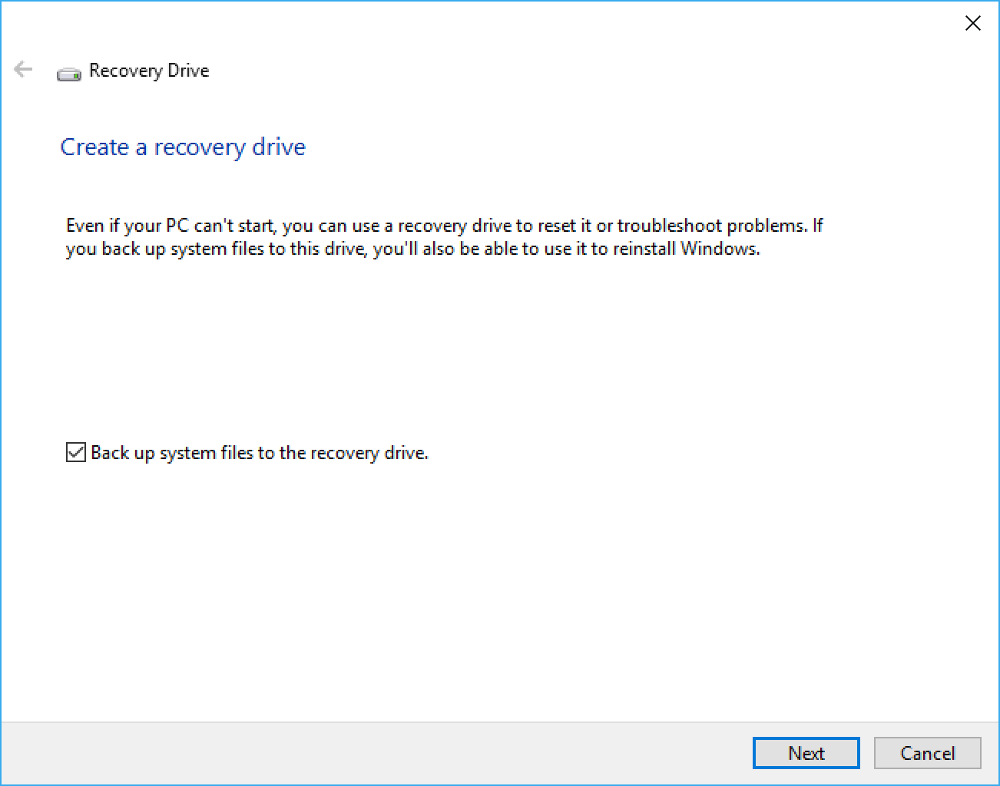 Recovery Drive
Create a recovery drive
Even if your PC can't start, you can use a recovery drive to reset it or troubleshoot problems. If
you back up system files to this drive, you'll also be able to use it to reinstall Windows.
Back up system files to the recovery drive.
Next
Cancel